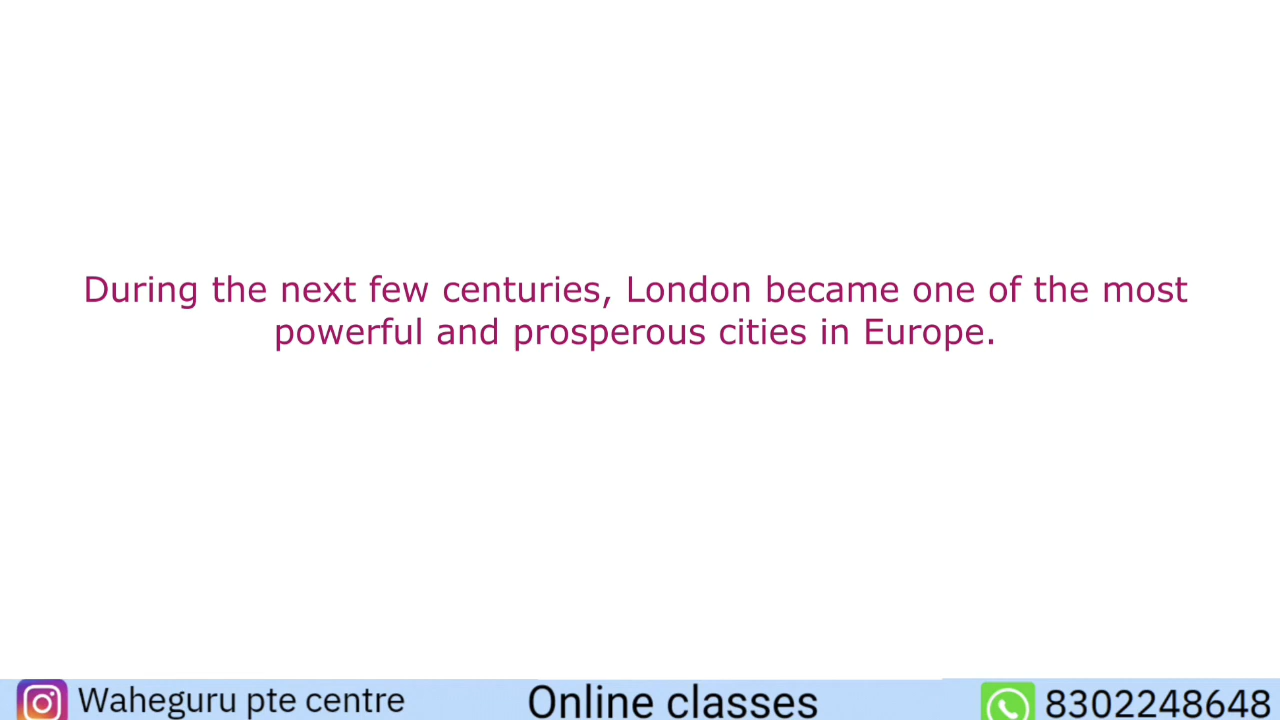 During the next few centuries, London became one of the most
powerful and prosperous cities in Europe.
Waheguru pte centre Online classes 8302248648